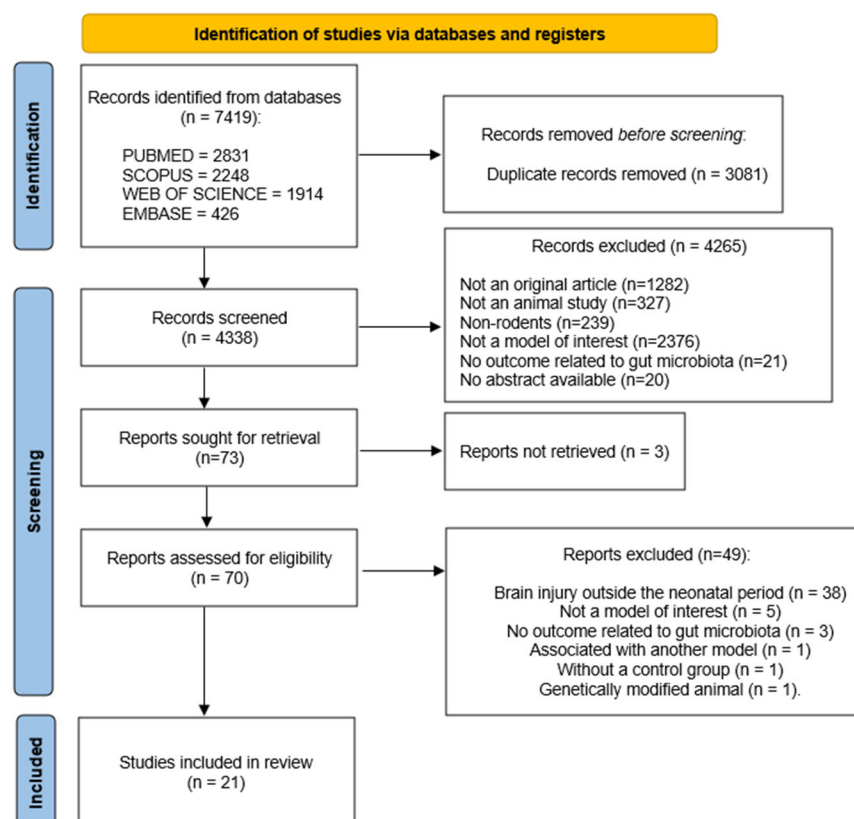 Identification of studies via databases and registers
Identification
Records identified from databases
(n = 7419):
PUBMED = 2831
SCOPUS = 2248
WEB OF SCIENCE = 1914
EMBASE = 426
Records removed before screening:
Duplicate records removed (n = 3081)
Screening
Records screened
(n = 4338)
Records excluded (n = 4265)
Not an original article (n=1282)
Not an animal study (n=327)
Non-rodents (n=239)
Not a model of interest (n=2376)
No outcome related to gut microbiota (n=21)
No abstract available (n=20)
Reports sought for retrieval
(n=73)
Reports not retrieved (n = 3)
Reports assessed for eligibility
(n = 70)
Reports excluded (n=49):
Brain injury outside the neonatal period (n = 38)
Not a model of interest (n = 5)
No outcome related to gut microbiota (n = 3)
Associated with another model (n = 1)
Without a control group (n = 1)
Genetically modified animal (n = 1).
Included
Studies included in review
(n = 21)